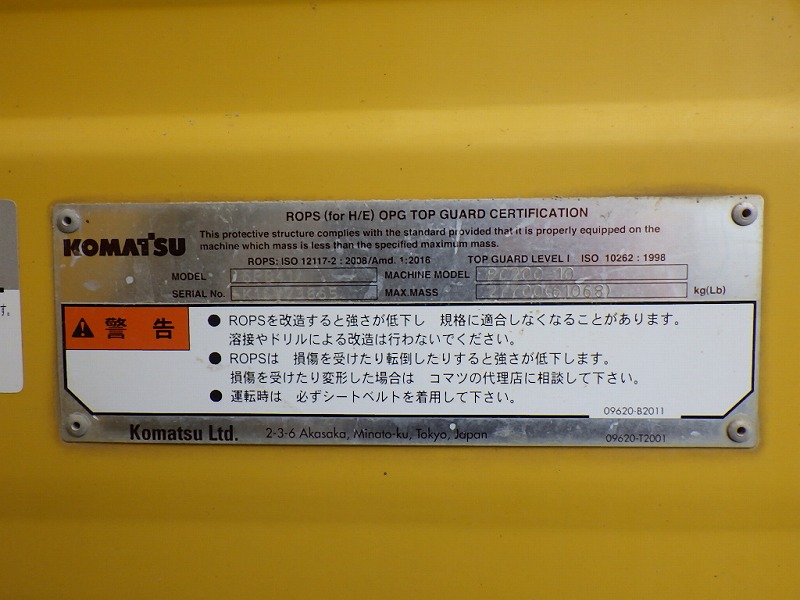 ROPS (for H/E) OPG TOP GUARD CERTIFICATION
KOMATSU
This protective structure complies with the standard provided that it is properly equipped on the
machine which mass is less than the specified maximum mass.
ROPS: ISO 12117-2 : 2008/Amd. 1:2016 TOP GUARD LEVEL I ISO 10262 : 1998
MODEL MACHINE MODEL PC200-10
SERIAL No. MAX.MASS kg(Lb)
す。
警告
● ROPSを改造すると強さが低下し 規格に適合しなくなることがあります。
溶接やドリルによる改造は行わないでください。
● ROPSは 損傷を受けたり転倒したりすると強さが低下します。
損傷を受けたり変形した場合は コマツの代理店に相談して下さい。
● 運転時は 必ずシートベルトを着用して下さい。
09620-B2011
Komatsu Ltd. 2-3-6 Akasaka, Minato-ku, Tokyo, Japan 09620-T2001